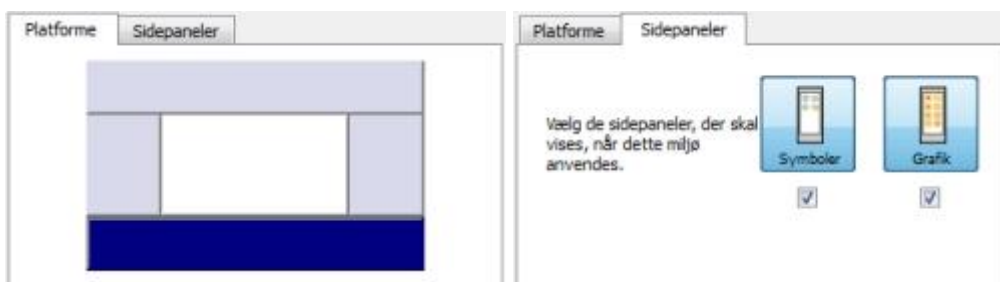 Platforme
Sidepaneler
Platforme
Sidepaneler
Vælg de sidepaneler, der skal
vises, når dette miljø
anvendes.
Symboler
Grafik